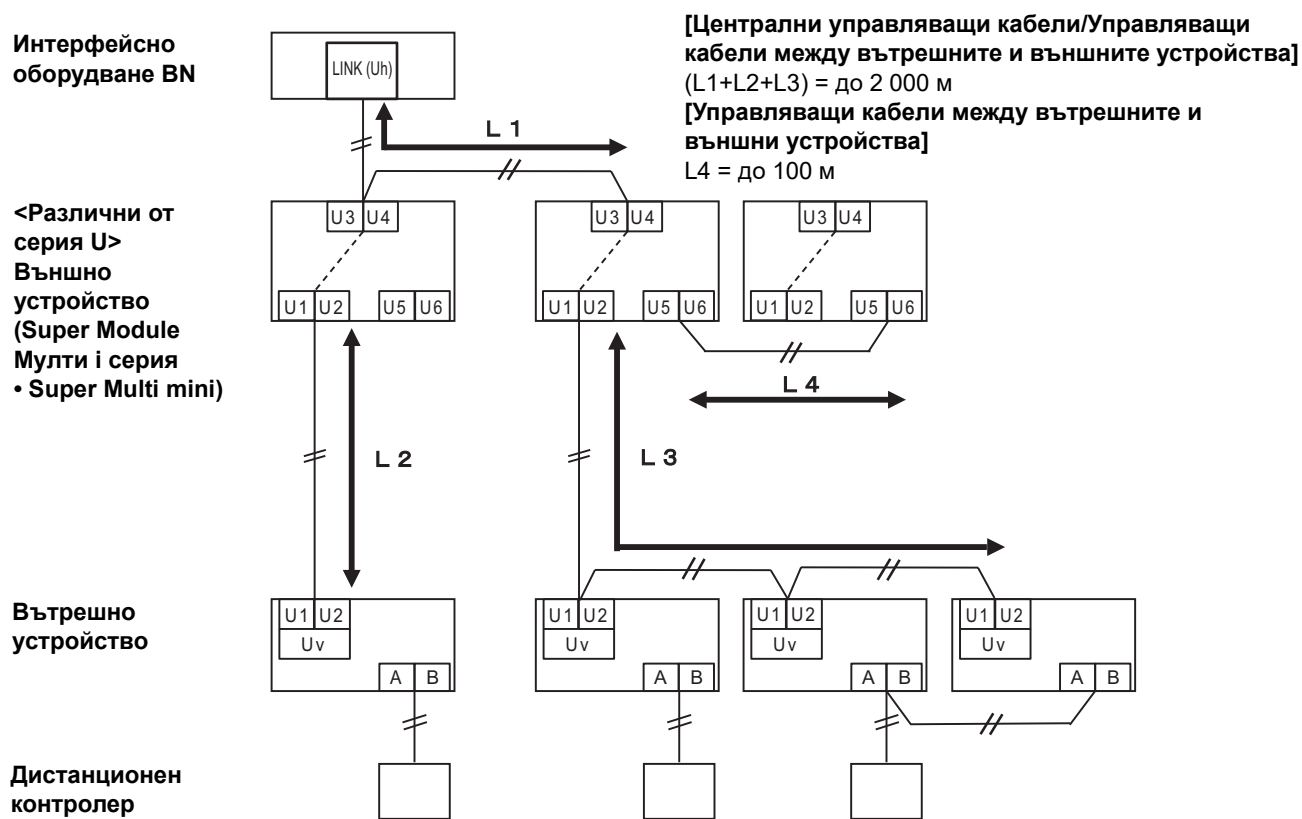 [Централни управляващи кабели/Управляващи
кабели между вътрешните и външните устройства]
(L1+L2+L3) = до 2 000 м
[Управляващи кабели между вътрешните и
външни устройства]
L4 = до 100 м
Интерфейсно
оборудване BN
LINK (Uh)
L 1
<Различни от
серия U>
Външно
устройство
(Super Module
Мулти i серия
• Super Multi mini)
U3 U4
U3 U4
U3 U4
U1 U2 U5 U6
U1 U2 U5 U6
U1 U2 U5 U6
L 4
L 2
L 3
Вътрешно
устройство
U1 U2
Uv
A B
U1 U2
Uv
A B
U1 U2
Uv
A B
U1 U2
Uv
A B
Дистанционен
контролер